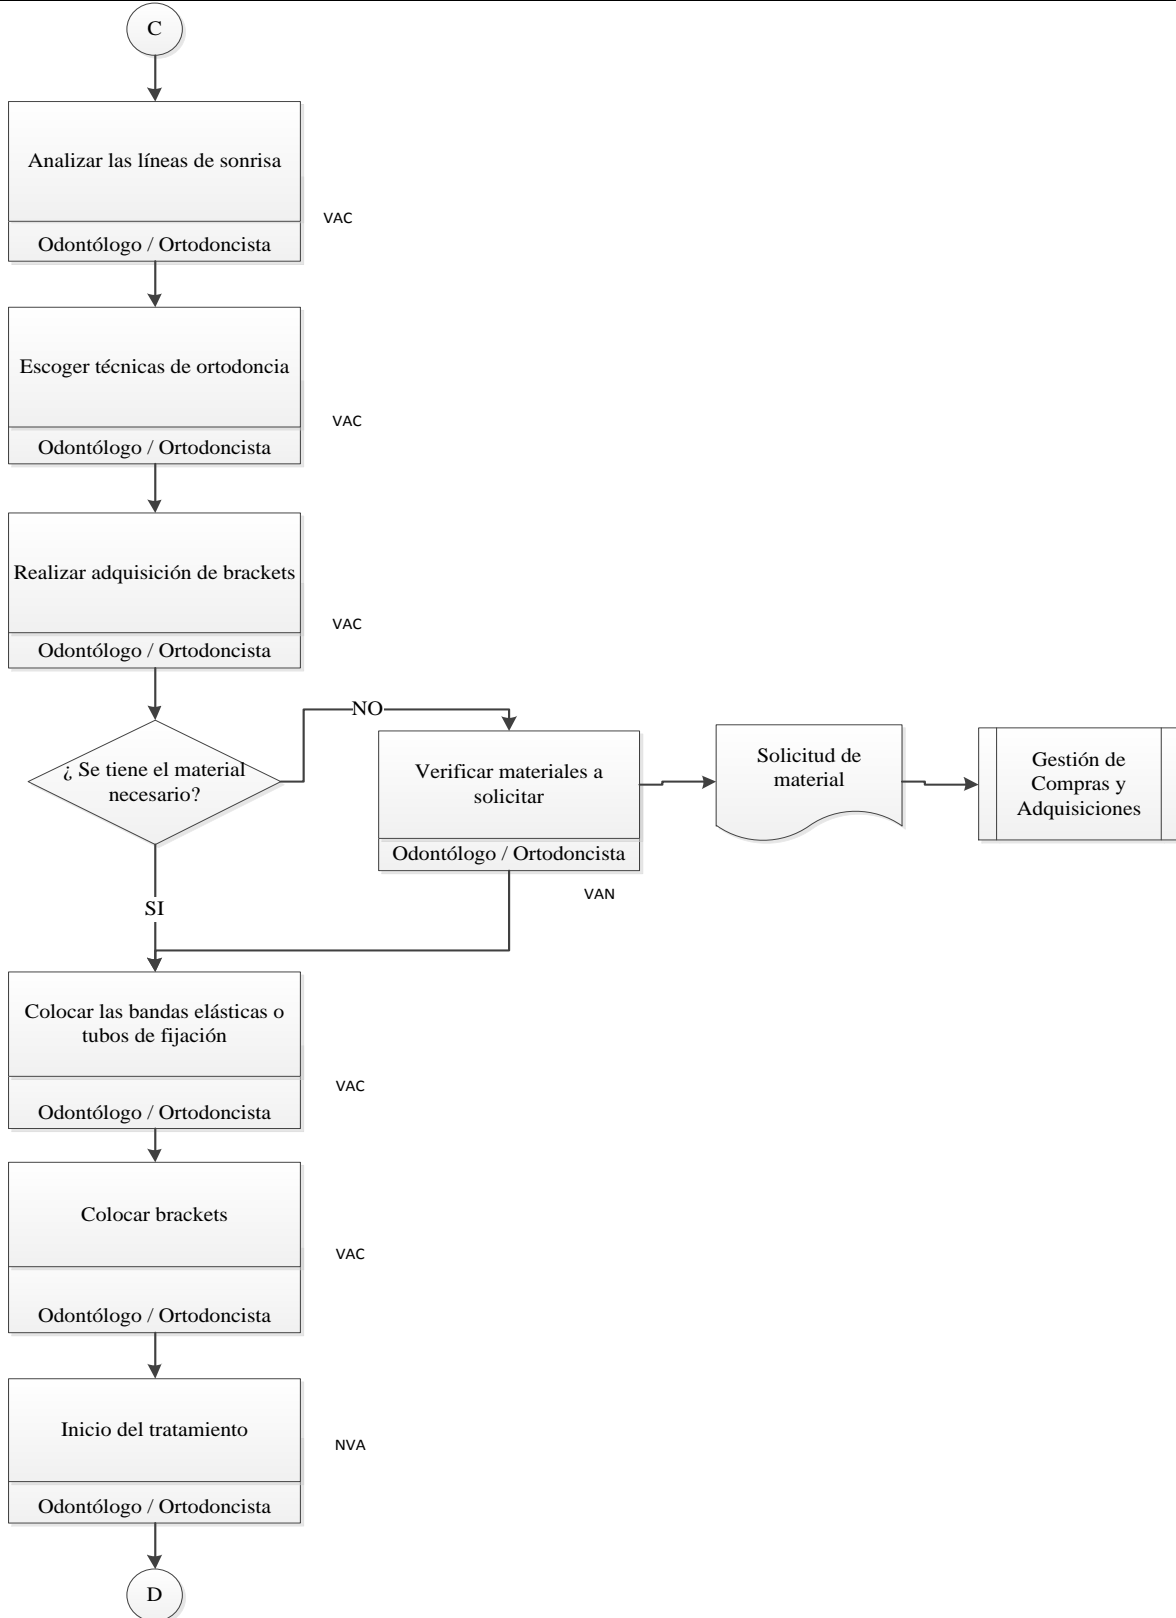 C
Analizar las líneas de sonrisa
VAC
Odontólogo / Ortodoncista
Escoger técnicas de ortodoncia
VAC
Odontólogo / Ortodoncista
Realizar adquisición de brackets
VAC
Odontólogo / Ortodoncista
NO
¿ Se tiene el material
necesario?
Verificar materiales a
solicitar
Odontólogo / Ortodoncista
VAN
Solicitud de
material
Gestión de
Compras y
Adquisiciones
SI
Colocar las bandas elásticas o
tubos de fijación
VAC
Odontólogo / Ortodoncista
Colocar brackets
VAC
Odontólogo / Ortodoncista
Inicio del tratamiento
NVA
Odontólogo / Ortodoncista
D